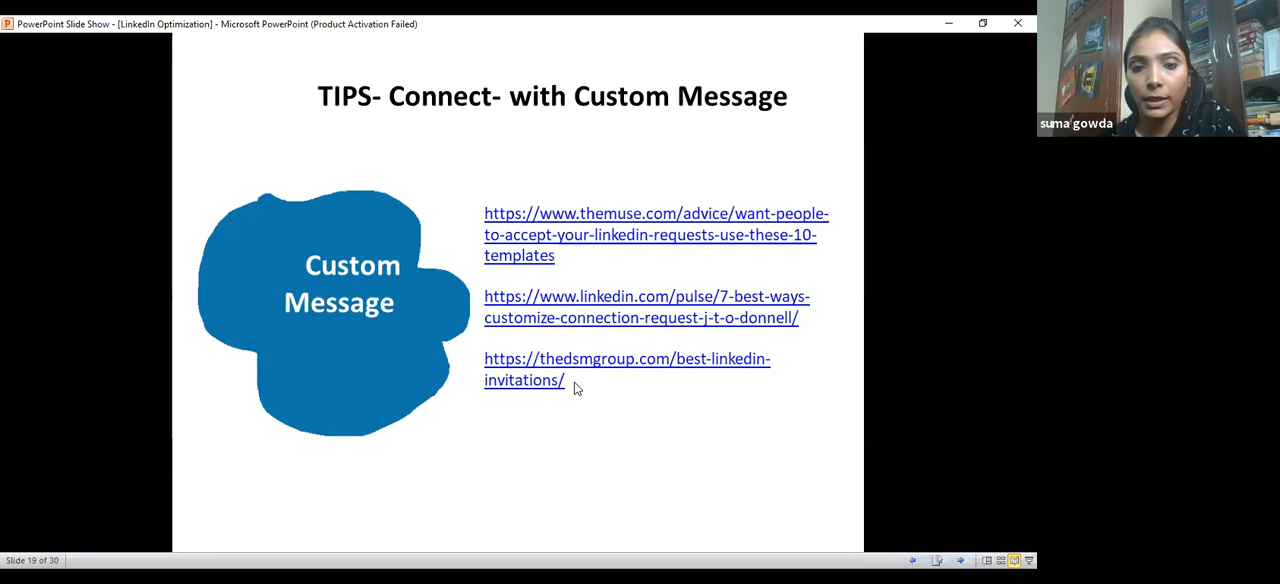 PowerPoint Slide Show - [LinkedIn Optimization] - Microsoft PowerPoint (Product Activation Failed)
suma gowda
TIPS- Connect- with Custom Message
Custom
Message
https://www.themuse.com/advice/want-people-
to-accept-your-linkedin-requests-use-these-10-
templates
https://www.linkedin.com/pulse/7-best-ways-
customize-connection-request-j-t-o-donnell/
https://thedsmgroup.com/best-linkedin-
invitations/
Slide 19 of 30